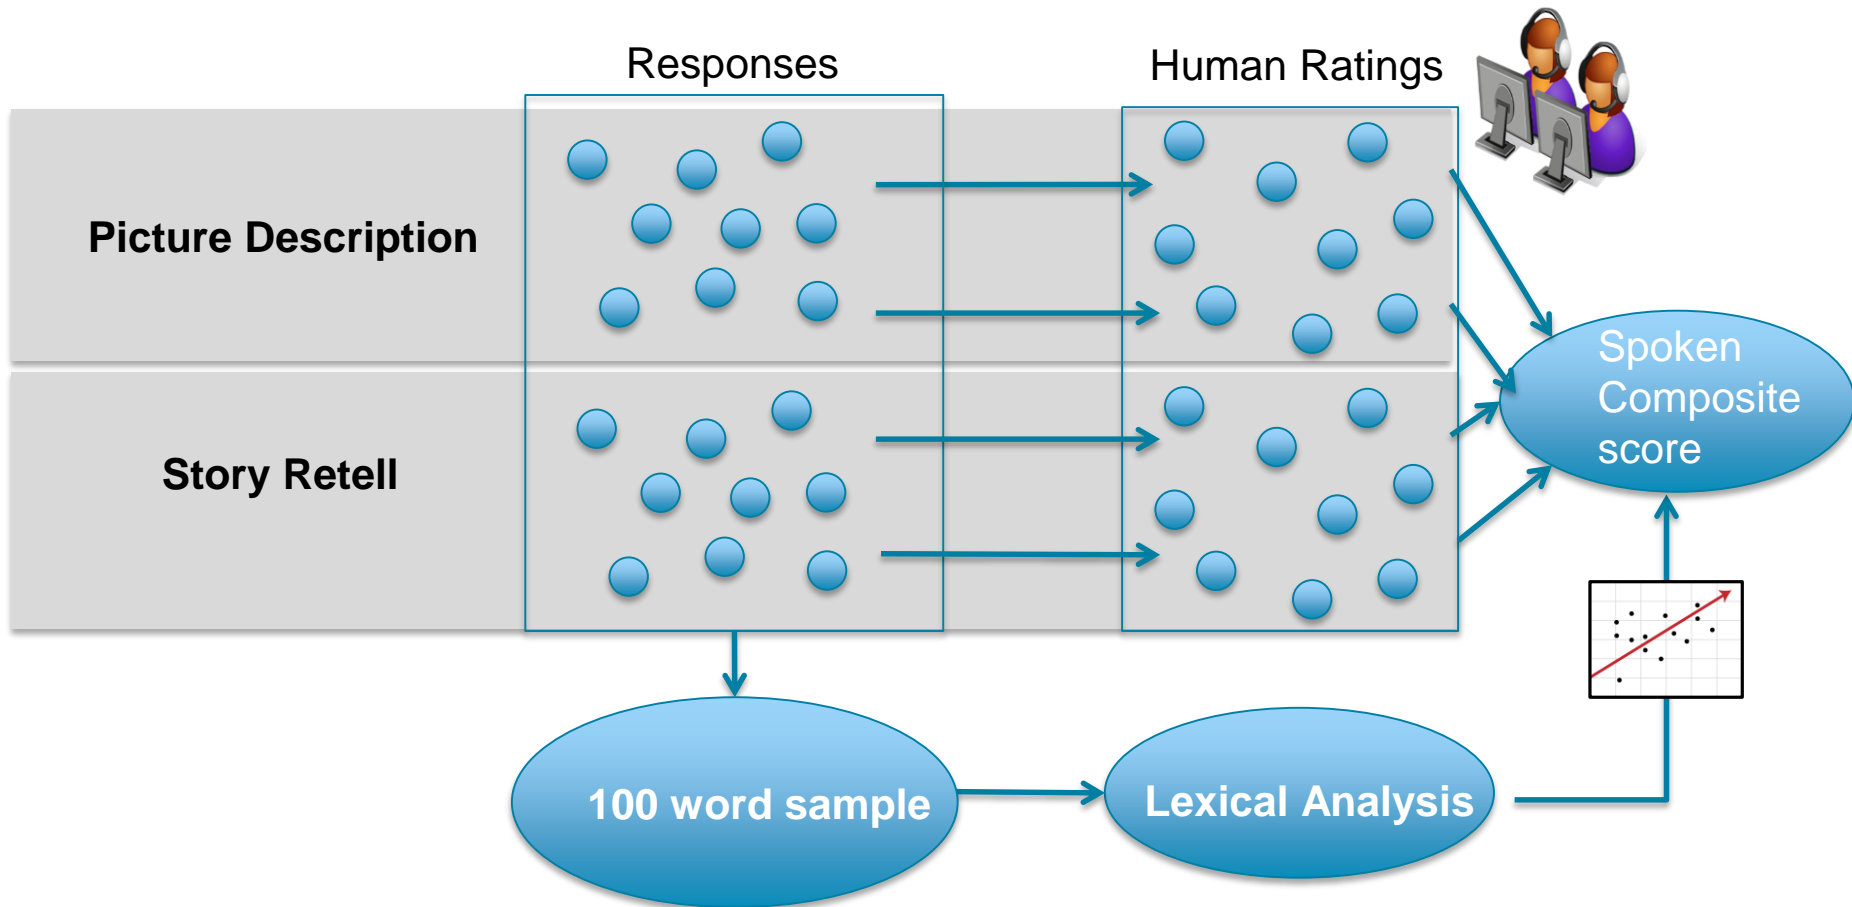 Responses
Human Ratings
Picture Description
Story Retell
Spoken
Composite
score
100 word sample
Lexical Analysis